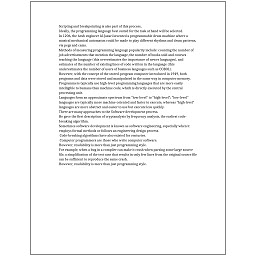 Scripting and breakpointing is also part of this process.
Ideally, the programming language best suited for the task at hand will be selected.
In 1206, the Arab engineer Al-Jazari invented a programmable drum machine where a
musical mechanical automaton could be made to play different rhythms and drum patterns,
via pegs and cams.
Methods of measuring programming language popularity include: counting the number of
job advertisements that mention the language, the number of books sold and courses
teaching the language (this overestimates the importance of newer languages), and
estimates of the number of existing lines of code written in the language (this
underestimates the number of users of business languages such as COBOL).
However, with the concept of the stored-program computer introduced in 1949, both
programs and data were stored and manipulated in the same way in computer memory.
Programmers typically use high-level programming languages that are more easily
intelligible to humans than machine code, which is directly executed by the central
processing unit.
Languages form an approximate spectrum from "low-level" to "high-level"; "low-level"
languages are typically more machine-oriented and faster to execute, whereas "high-level"
languages are more abstract and easier to use but execute less quickly.
There are many approaches to the Software development process.
He gave the first description of cryptanalysis by frequency analysis, the earliest code-
breaking algorithm.
Sometimes software development is known as software engineering, especially when it
employs formal methods or follows an engineering design process.
Code-breaking algorithms have also existed for centuries.
Computer programmers are those who write computer software.
However, readability is more than just programming style.
For example, when a bug in a compiler can make it crash when parsing some large source
file, a simplification of the test case that results in only few lines from the original source file
can be sufficient to reproduce the same crash.
However, readability is more than just programming style.